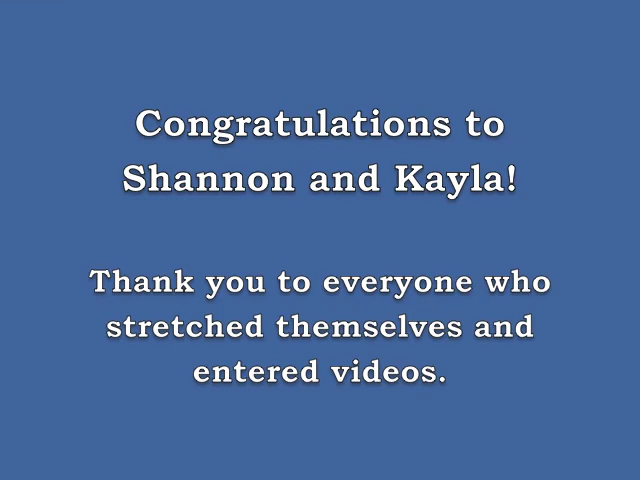 Congratulations to
Shannon and Kayla!
Thank you to everyone who
stretched themselves and
entered videos.